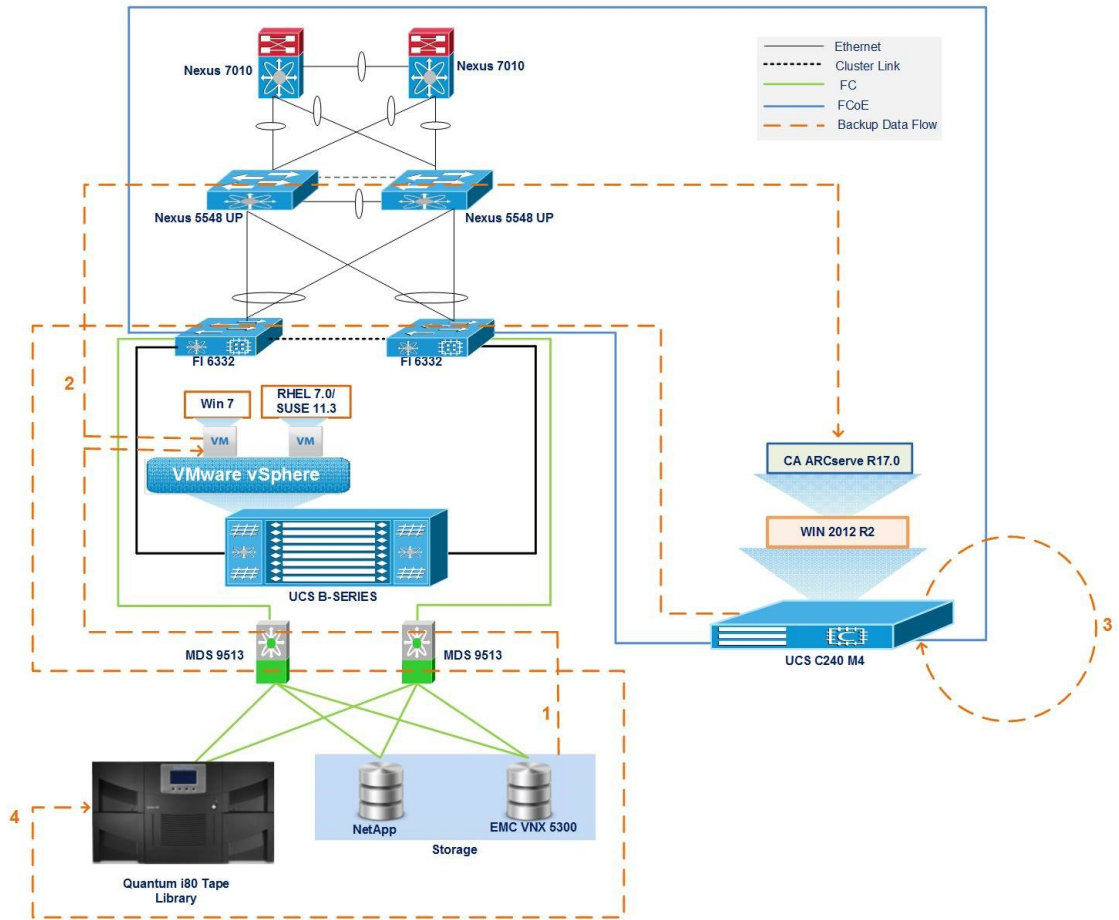 Nexus 7010
Nexus 7010
Ethernet
Cluster Link
FC
FCoE
Backup Data Flow
Nexus 5548 UP
Nexus 5548 UP
FI 6332
FI 6332
2
Win 7
RHEL 7.0/
SUSE 11.3
VM
VM
VMware vSphere
CA ARCserve R17.0
WIN 2012 R2
UCS B-SERIES
3
UCS C240 M4
MDS 9513
MDS 9513
1
4
NetApp
EMC VNX 5300
Storage
Quantum i80 Tape
Library